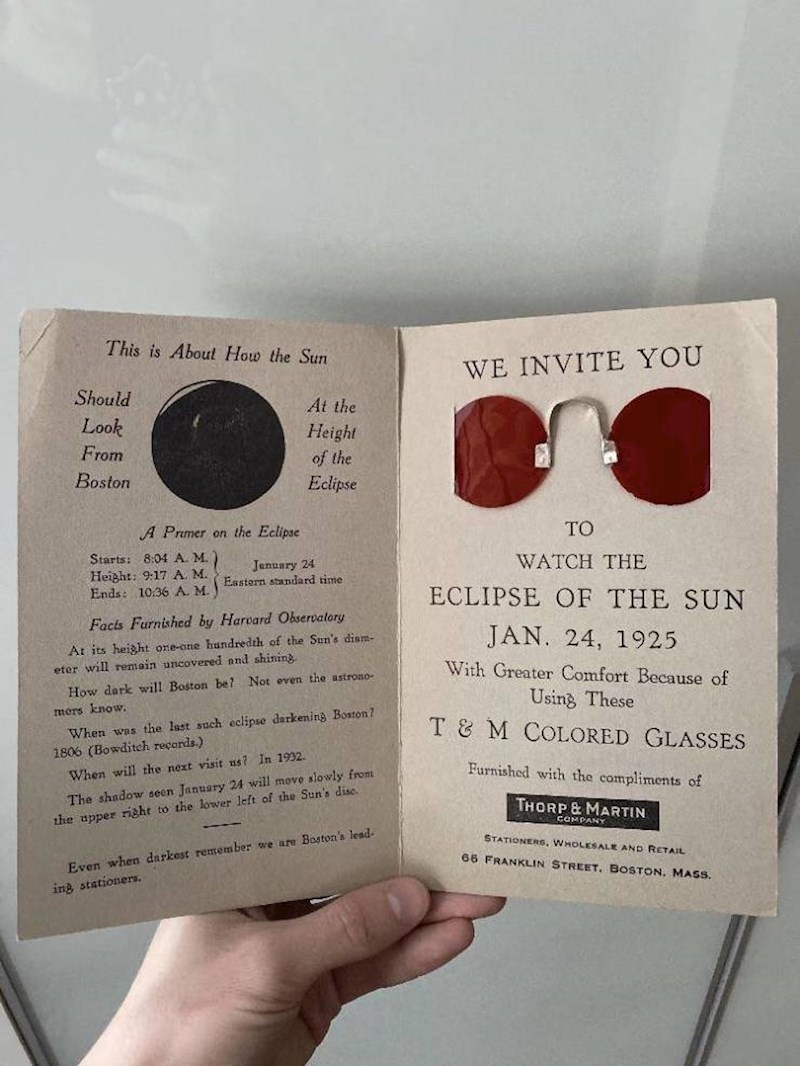 This is About How the Sun
Should
Look
From
Boston
At the
Height
of the
Eclipse
A Primer on the Eclipse
Starts: 8:04 A. M.
Height: 9:17 A. M.
Ends: 10:36 A. M.
January 24
Eastern standard time
Facts Furnished by Harvard Observatory
At its height one-one hundredth of the Sun's diam-
eter will remain uncovered and shining.
How dark will Boston be? Not even the astrono-
mers know.
When was the last such eclipse darkening Boston?
1806 (Bowditch records.)
When will the next visit us? In 1932.
The shadow seen January 24 will move slowly from
the upper right to the lower left of the Sun's disc.
Even when darkest remember we are Boston's lead-
ing stationers.
WE INVITE YOU
TO
WATCH THE
ECLIPSE OF THE SUN
JAN. 24, 1925
With Greater Comfort Because of
Using These
T & M COLORED GLASSES
Furnished with the compliments of
THORP & MARTIN
COMPANY
STATIONERS, WHOLESALE AND RETAIL
66 FRANKLIN STREET, BOSTON, MASS.